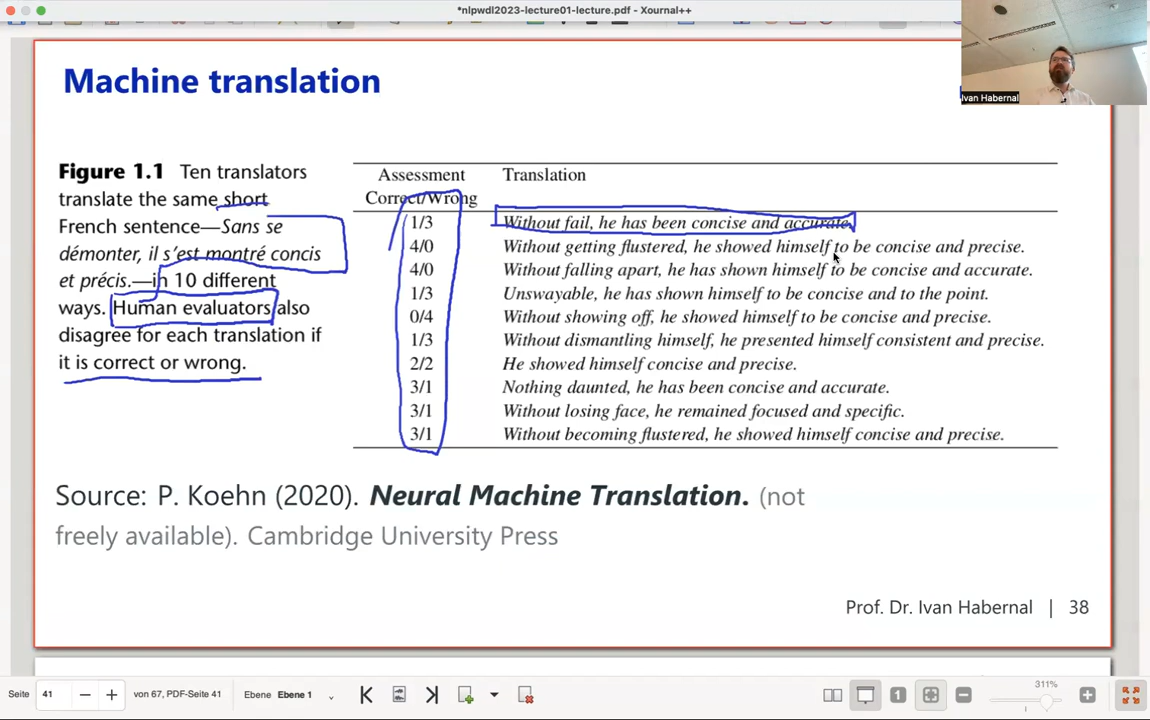 *nlpwdl2023-lecture01-lecture.pdf - Xournal++
Ivan Habernal
Machine translation
Figure 1.1 Ten translators
translate the same short
French sentence—Sans se
démonter, il s'est montré concis
et précis.—in 10 different
ways. Human evaluators also
disagree for each translation if
it is correct or wrong.
Assessment Translation
Correct/Wrong
1/3 Without fail, he has been concise and accurate.
4/0 Without getting flustered, he showed himself to be concise and precise.
4/0 Without falling apart, he has shown himself to be concise and accurate.
1/3 Unswayable, he has shown himself to be concise and to the point.
0/4 Without showing off, he showed himself to be concise and precise.
1/3 Without dismantling himself, he presented himself consistent and precise.
2/2 He showed himself concise and precise.
3/1 Nothing daunted, he has been concise and accurate.
3/1 Without losing face, he remained focused and specific.
3/1 Without becoming flustered, he showed himself concise and precise.
Source: P. Koehn (2020). Neural Machine Translation. (not
freely available). Cambridge University Press
Prof. Dr. Ivan Habernal | 38
Seite 41 von 67, PDF-Seite 41 Ebene Ebene 1 311%